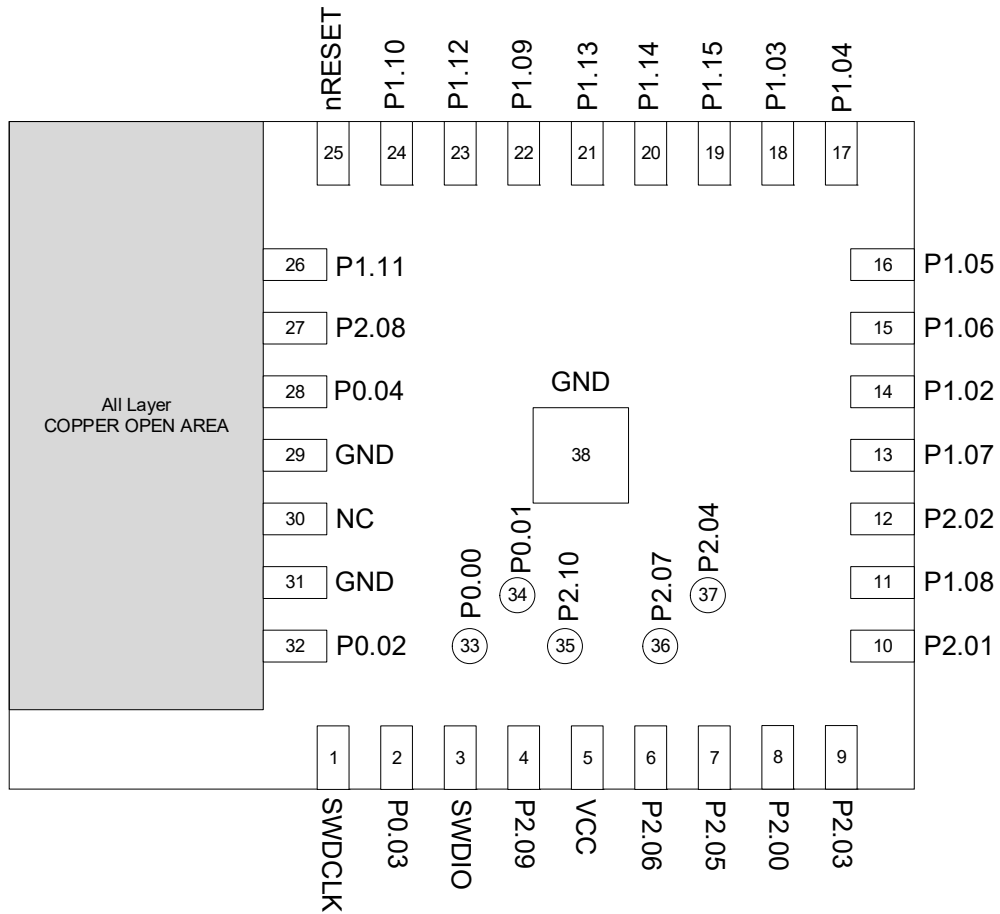 nRESET P1.10 P1.12 P1.09 P1.13 P1.14 P1.15 P1.03 P1.04
25 24 23 22 21 20 19 18 17
26 P1.11
16 P1.05
27 P2.08
15 P1.06
28 P0.04
14 P1.02
All Layer
COPPER OPEN AREA
GND
29 GND
38
13 P1.07
30 NC
12 P2.02
31 GND
P0.00 P0.01 P2.10 P2.07 P2.04
34 37
11 P1.08
32 P0.02
33 35 36
10 P2.01
1 2 3 4 5 6 7 8 9
SWDCLK P0.03 SWDIO P2.09 VCC P2.06 P2.05 P2.00 P2.03